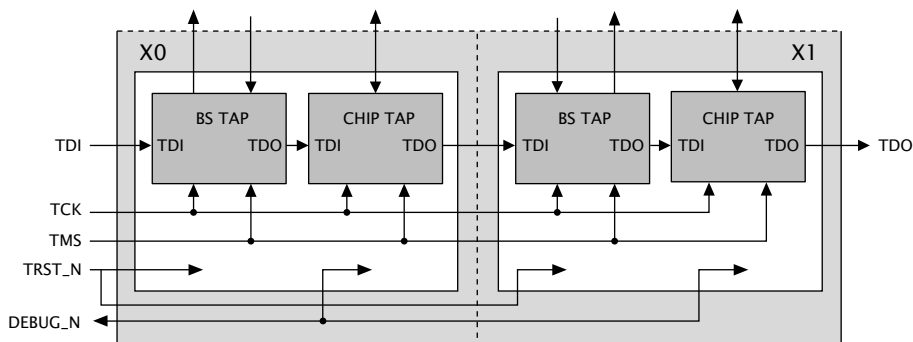 X0 X1
BS TAP CHIP TAP BS TAP CHIP TAP
TDI TDI TDO TDI TDO TDI TDO TDI TDO TDO
TCK
TMS
TRST_N
DEBUG_N